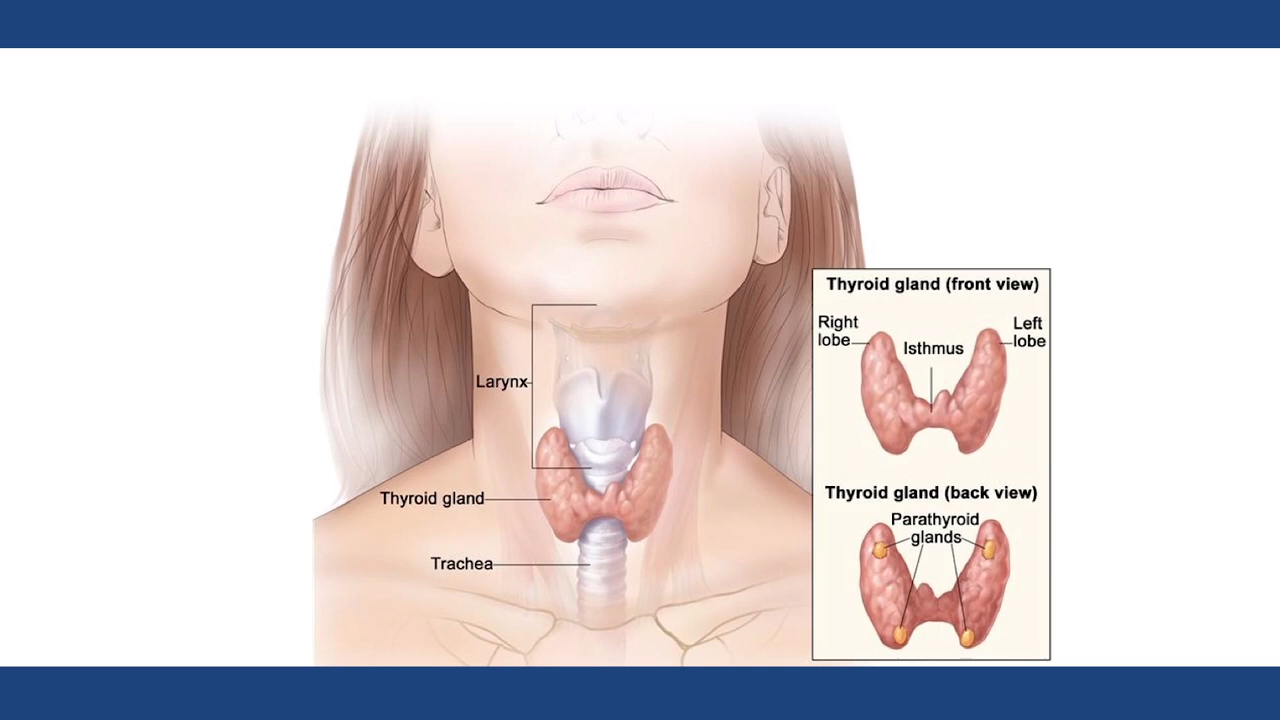 Larynx
Thyroid gland
Trachea
Thyroid gland (front view)
Right
lobe
Isthmus
Left
lobe
Thyroid gland (back view)
Parathyroid
glands